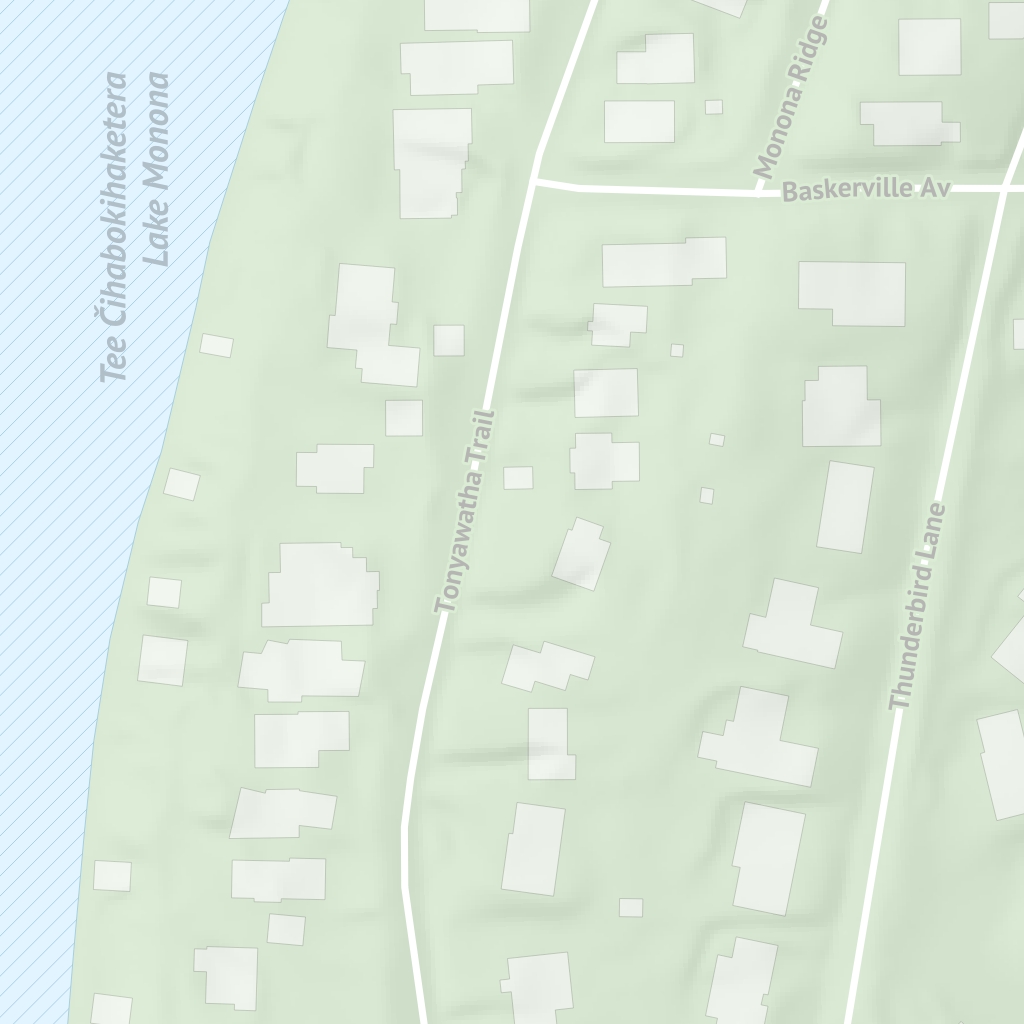 Tee Čihabokihaketera
Lake Monona
Monona Ridge
Baskerville Av
Tonyawatha Trail
Thunderbird Lane